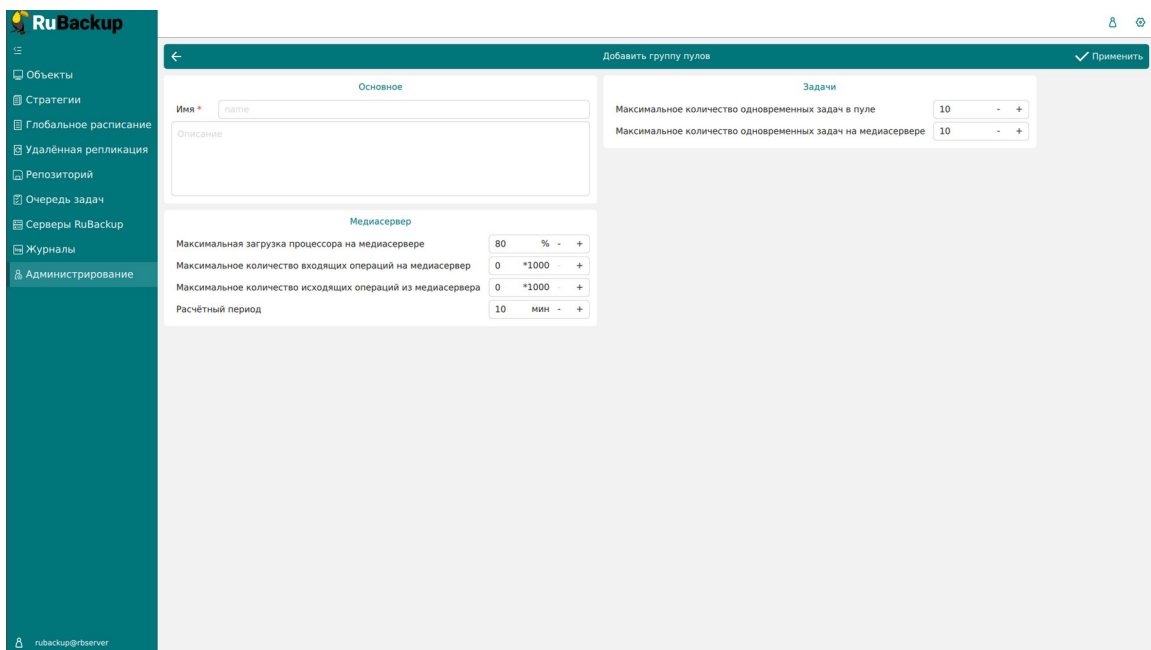 RuBackup
Объекты
Стратегии
Глобальное расписание
Удалённая репликация
Репозиторий
Очередь задач
Серверы RuBackup
Журналы
Администрирование
rubackup@rbserver
Добавить группу пулов
Применить
Основное
Имя *
name
Описание
Медиасервер
Максимальная загрузка процессора на медиасервере 80 % - +
Максимальное количество входящих операций на медиасервер 0 *1000 - +
Максимальное количество исходящих операций из медиасервера 0 *1000 - +
Расчётный период 10 мин - +
Задачи
Максимальное количество одновременных задач в пуле 10 - +
Максимальное количество одновременных задач на медиасервере 10 - +